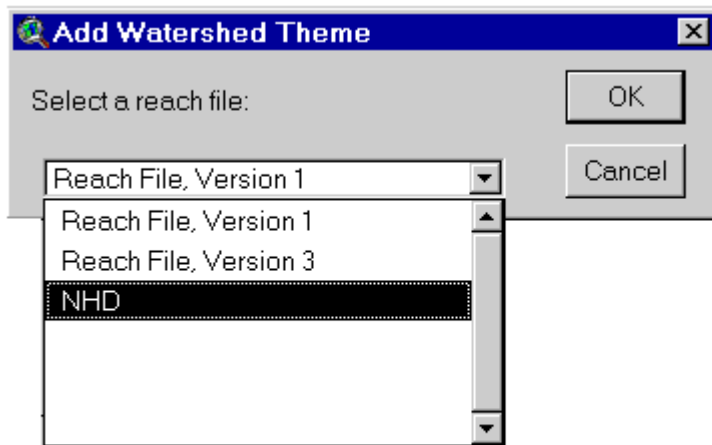 Add Watershed Theme
Select a reach file:
OK
Reach File, Version 1
Cancel
Reach File, Version 1
Reach File, Version 3
NHD